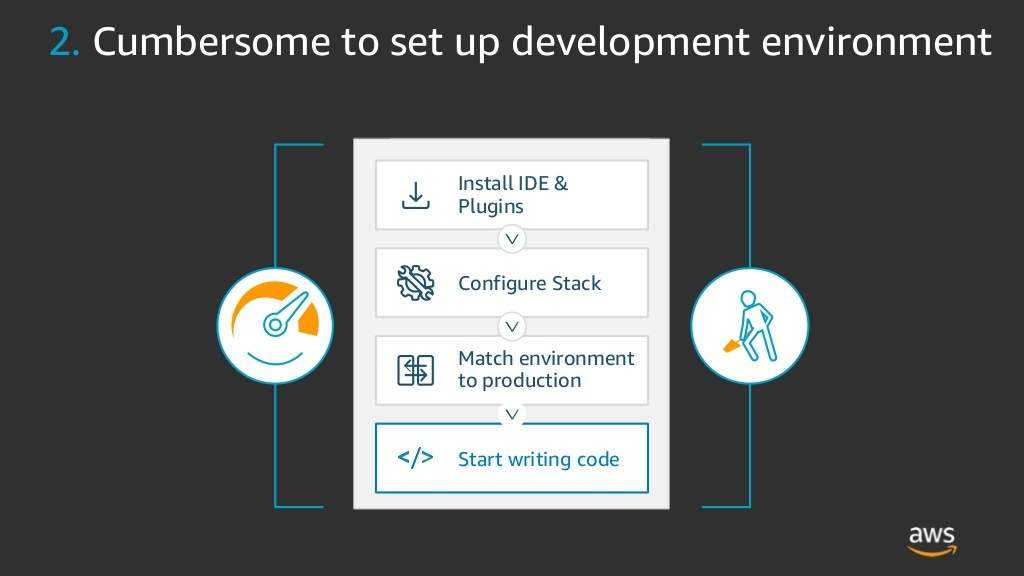 2. Cumbersome to set up development environment
Install IDE &
Plugins
Configure Stack
Match environment
to production
</> Start writing code
aws